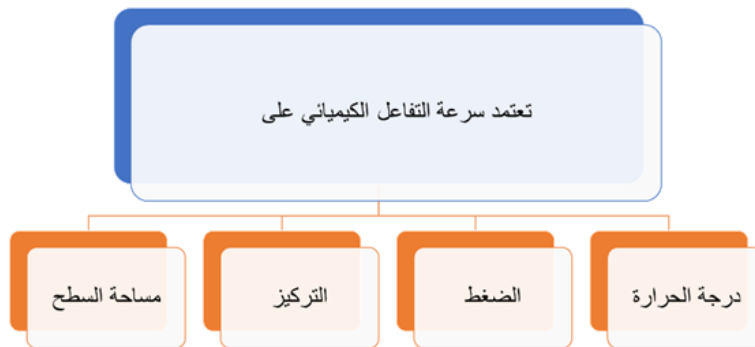 تعتمد سرعة التفاعل الكيميائي على
درجة الحرارة
الضغط
التركيز
مساحة السطح